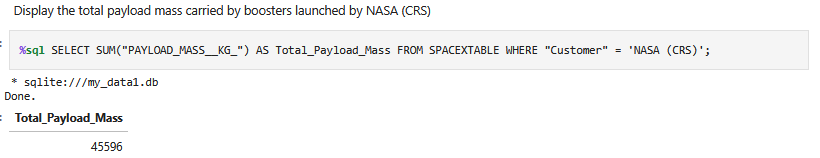 Display the total payload mass carried by boosters launched by NASA (CRS)
%sql SELECT SUM("PAYLOAD_MASS__KG_") AS Total_Payload_Mass FROM SPACEXTABLE WHERE "Customer" = 'NASA (CRS)';
* sqlite:///my_data1.db
Done.
Total_Payload_Mass
45596